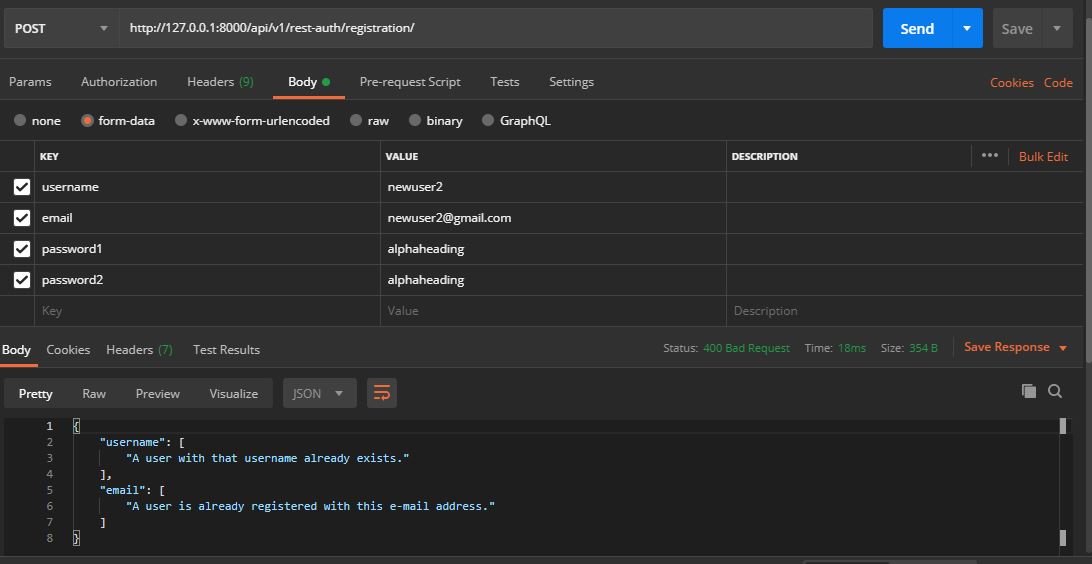 POST http://127.0.0.1:8000/api/v1/rest-auth/registration/ Send Save
Params Authorization Headers (9) Body Pre-request Script Tests Settings Cookies Code
none form-data x-www-form-urlencoded raw binary GraphQL
KEY VALUE DESCRIPTION ••• Bulk Edit
username newuser2
email newuser2@gmail.com
password1 alphaheading
password2 alphaheading
Key Value Description
Body Cookies Headers (7) Test Results Status: 400 Bad Request Time: 18ms Size: 354 B Save Response
Pretty Raw Preview Visualize JSON
1 {
2 "username": [
3 "A user with that username already exists."
4 ],
5 "email": [
6 "A user is already registered with this e-mail address."
7 ]
8 }